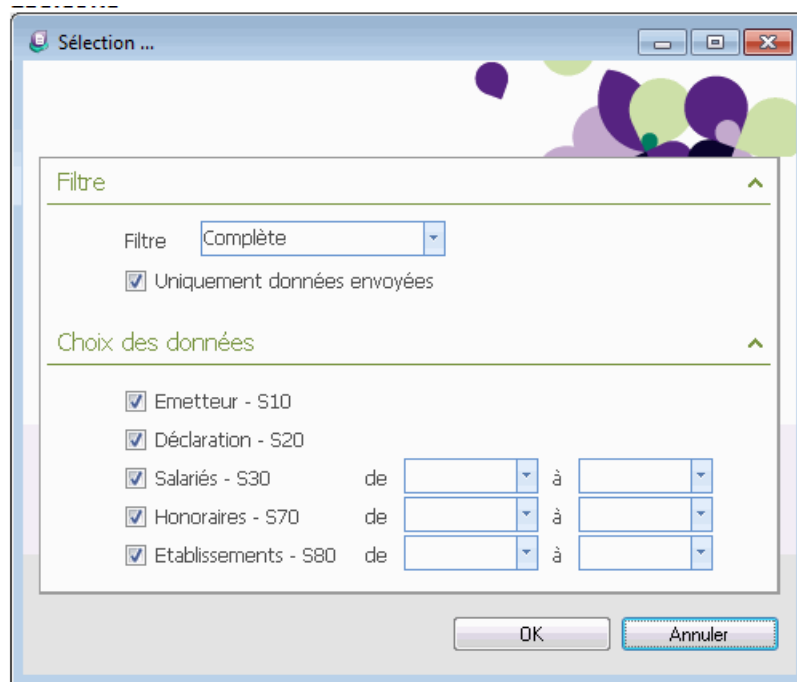 Sélection ...
Filtre
Filtre Complète
Uniquement données envoyées
Choix des données
Emetteur - S10
Déclaration - S20
Salariés - S30 de à
Honoraires - S70 de à
Etablissements - S80 de à
OK Annuler